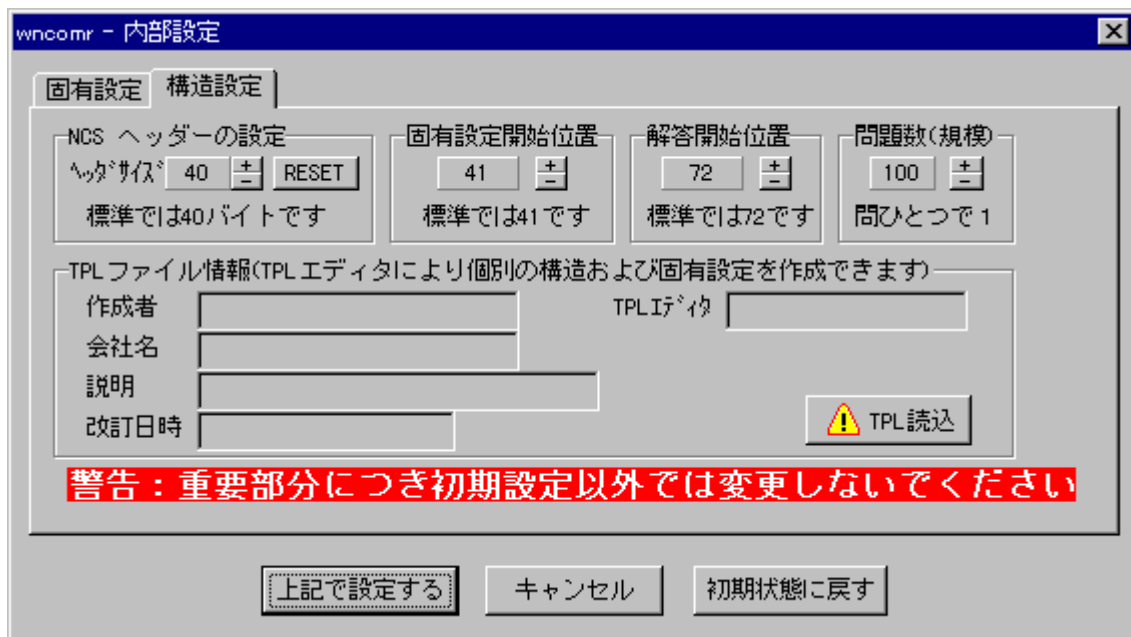 wncomr - 内部設定
固有設定 構造設定
NCS ヘッダーの設定 固有設定開始位置 解答開始位置 問題数(規模)
ﾍｯﾀﾞｻｲｽﾞ 40 + - RESET 41 + - 72 + - 100 + -
標準では40バイトです 標準では41です 標準では72です 問ひとつで1
TPLファイル情報(TPLエディタにより個別の構造および固有設定を作成できます)
作成者 TPLｴﾃﾞｨﾀ
会社名
説明
改訂日時 TPL読込
警告：重要部分につき初期設定以外では変更しないでください
上記で設定する キャンセル 初期状態に戻す